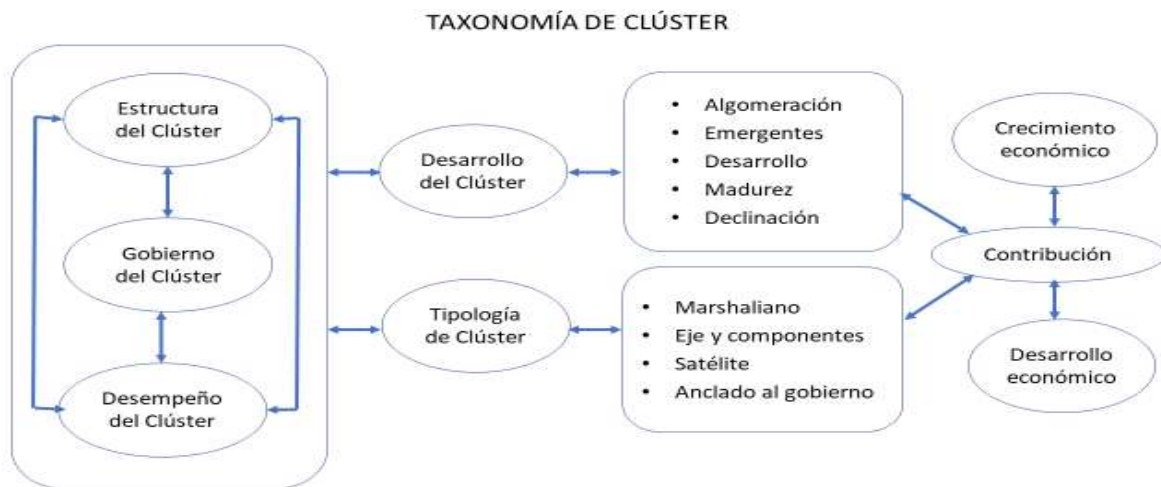 TAXONOMÍA DE CLÚSTER
Estructura
del Clúster
Gobierno
del Clúster
Desempeño
del Clúster
Desarrollo
del Clúster
Tipología
de Clúster
• Algomeración
• Emergentes
• Desarrollo
• Madurez
• Declinación
• Marshaliano
• Eje y componentes
• Satélite
• Anclado al gobierno
Crecimiento
económico
Contribución
Desarrollo
económico